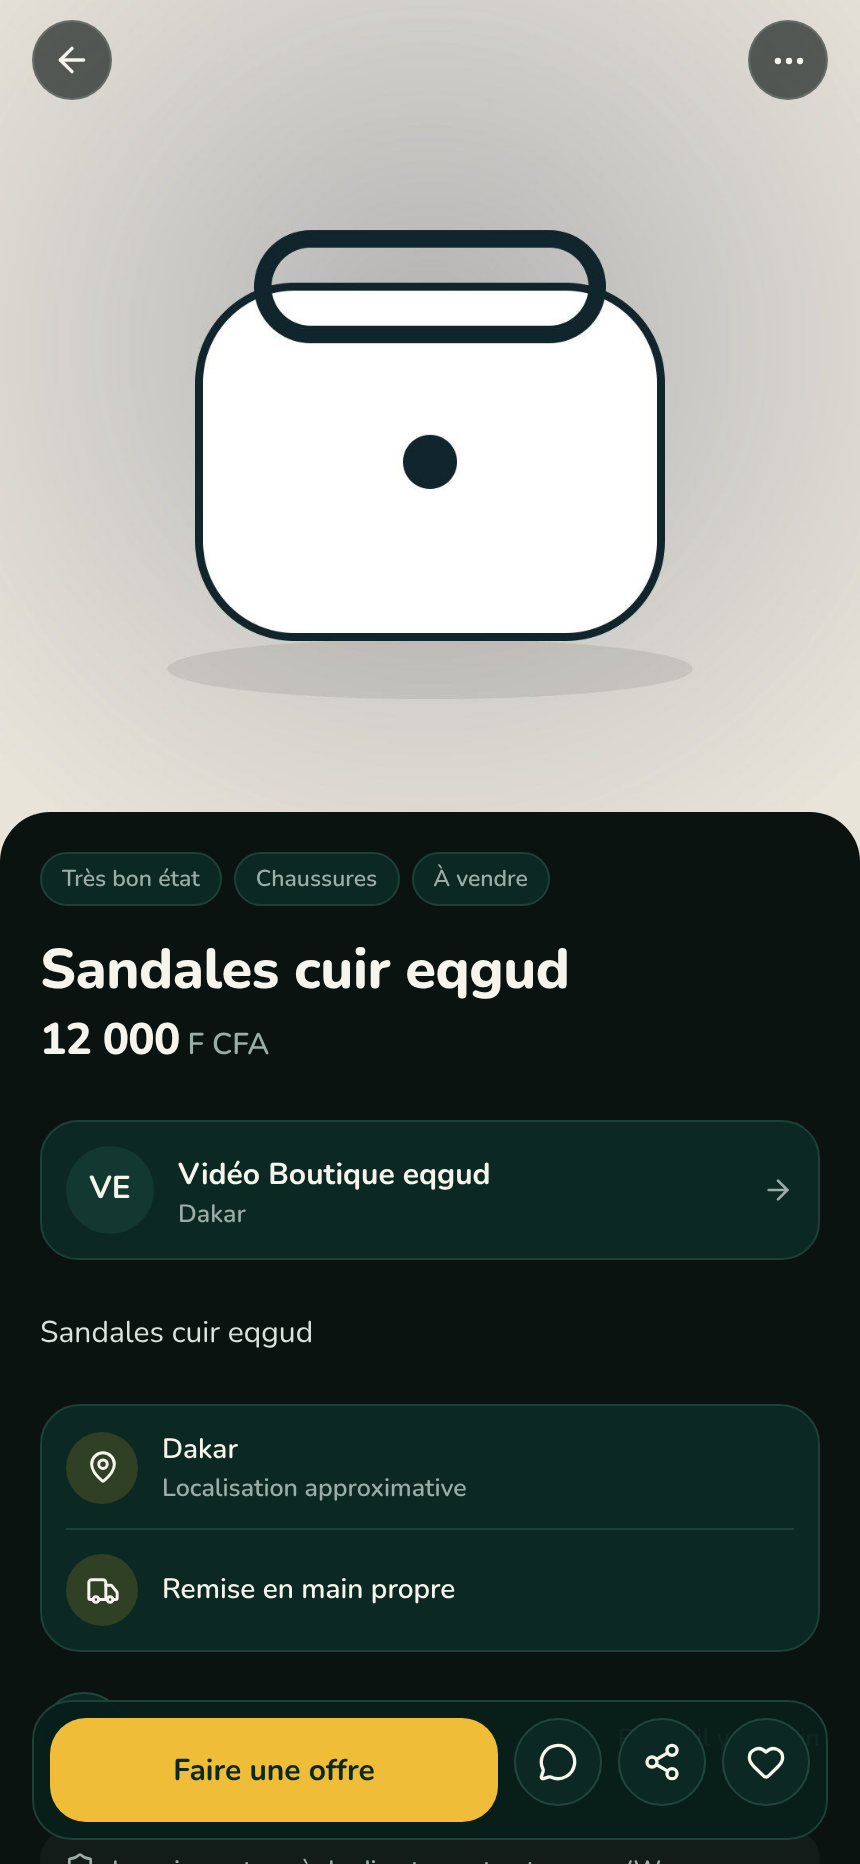 Très bon état
Chaussures
À vendre
Sandales cuir eqgud
12 000 F CFA
VE
Vidéo Boutique eqgud
Dakar
Sandales cuir eqgud
Dakar
Localisation approximative
Remise en main propre
Faire une offre